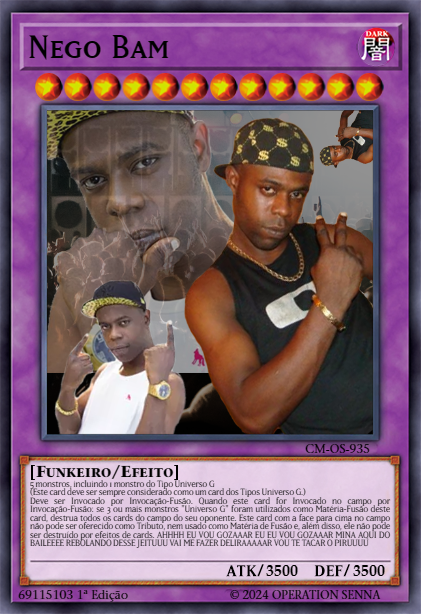 Nego Bam
DARK
闇
CM-OS-935
[Funkeiro/Efeito]
5 monstros, incluindo 1 monstro do Tipo Universo G
(Este card deve ser sempre considerado como um card dos Tipos Universo G.)
Deve ser Invocado por Invocação-Fusão. Quando este card for Invocado no campo por
Invocação-Fusão: se 3 ou mais monstros "Universo G" foram utilizados como Matéria-Fusão deste
card, destrua todos os cards do campo do seu oponente. Este card com a face para cima no campo
não pode ser oferecido como Tributo, nem usado como Matéria de Fusão e, além disso, ele não pode
ser destruído por efeitos de cards. AHHHH EU VOU GOZAAAR EU EU VOU GOZAAAR MINA AQUI DO
BAILEEEE REBOLANDO DESSE JEITUUU VAI ME FAZER DELIRAAAAAR VOU TE TACAR O PIRUUUU
ATK/3500 DEF/3500
69115103 1ª Edição
© 2024 OPERATION SENNA